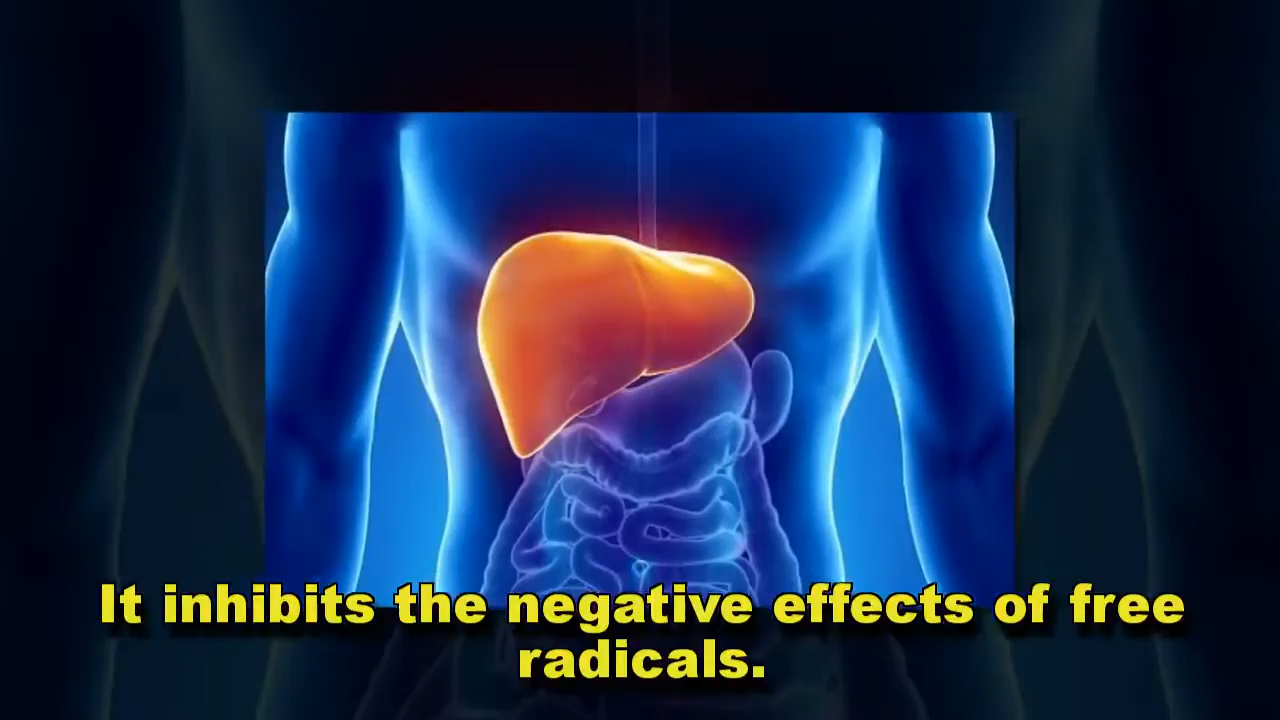 It inhibits the negative effects of free
radicals.